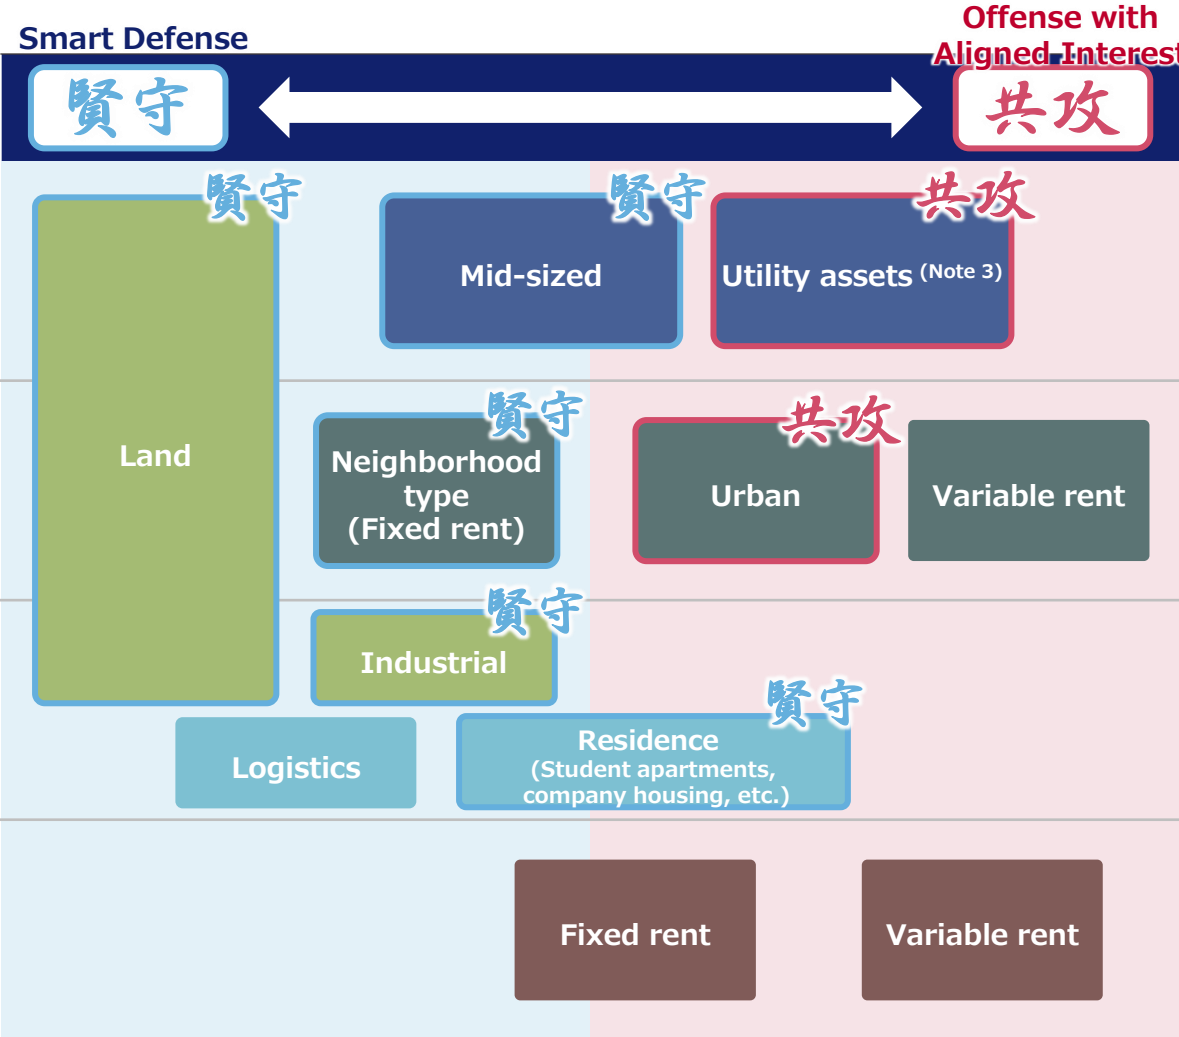 Smart Defense
Offense with
Aligned Interest
賢守
共攻
賢守
賢守
共攻
Mid-sized
Utility assets (Note 3)
賢守
共攻
Land
Neighborhood
type
(Fixed rent)
Urban
Variable rent
賢守
Industrial
賢守
Logistics
Residence
(Student apartments,
company housing, etc.)
Fixed rent
Variable rent